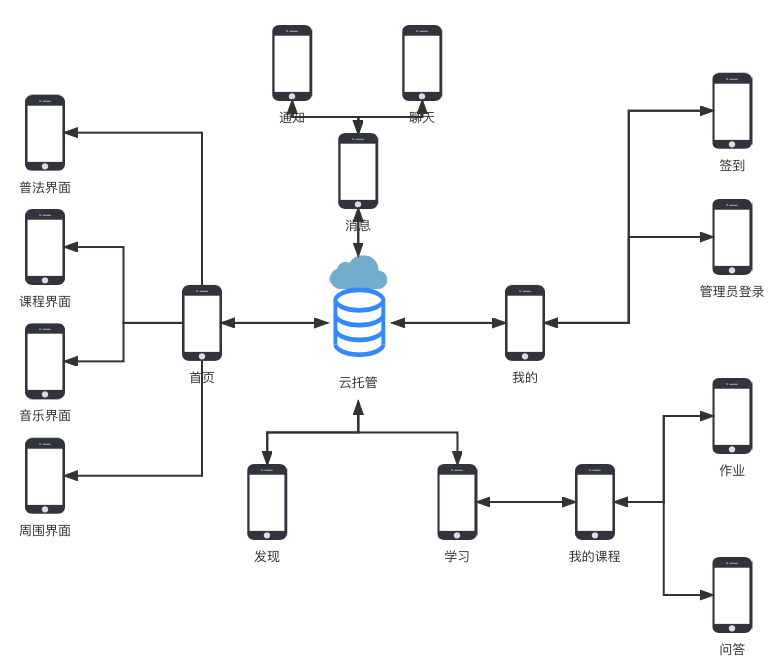 通知
聊天
签到
普法界面
消息
管理员登录
课程界面
首页
云托管
我的
音乐界面
作业
周围界面
发现
学习
我的课程
问答